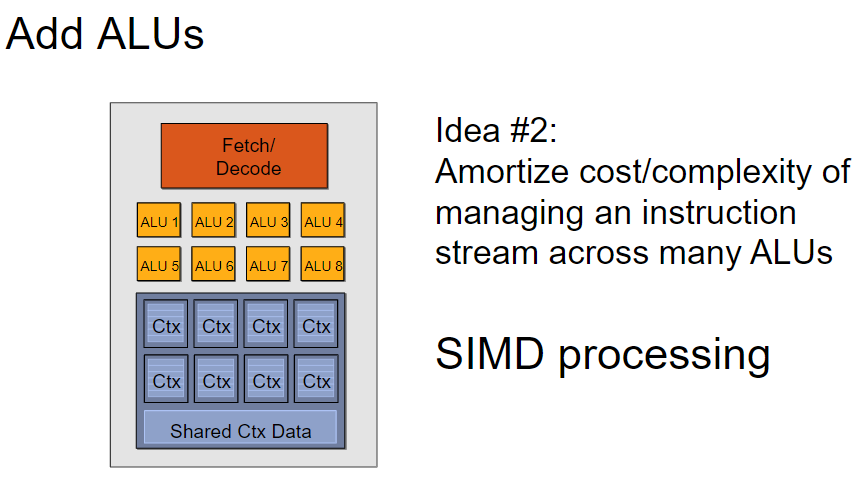 Add ALUs
Fetch/
Decode
ALU 1 ALU 2 ALU 3 ALU 4
ALU 5 ALU 6 ALU 7 ALU 8
Ctx Ctx Ctx Ctx
Ctx Ctx Ctx Ctx
Shared Ctx Data
Idea #2:
Amortize cost/complexity of
managing an instruction
stream across many ALUs
SIMD processing